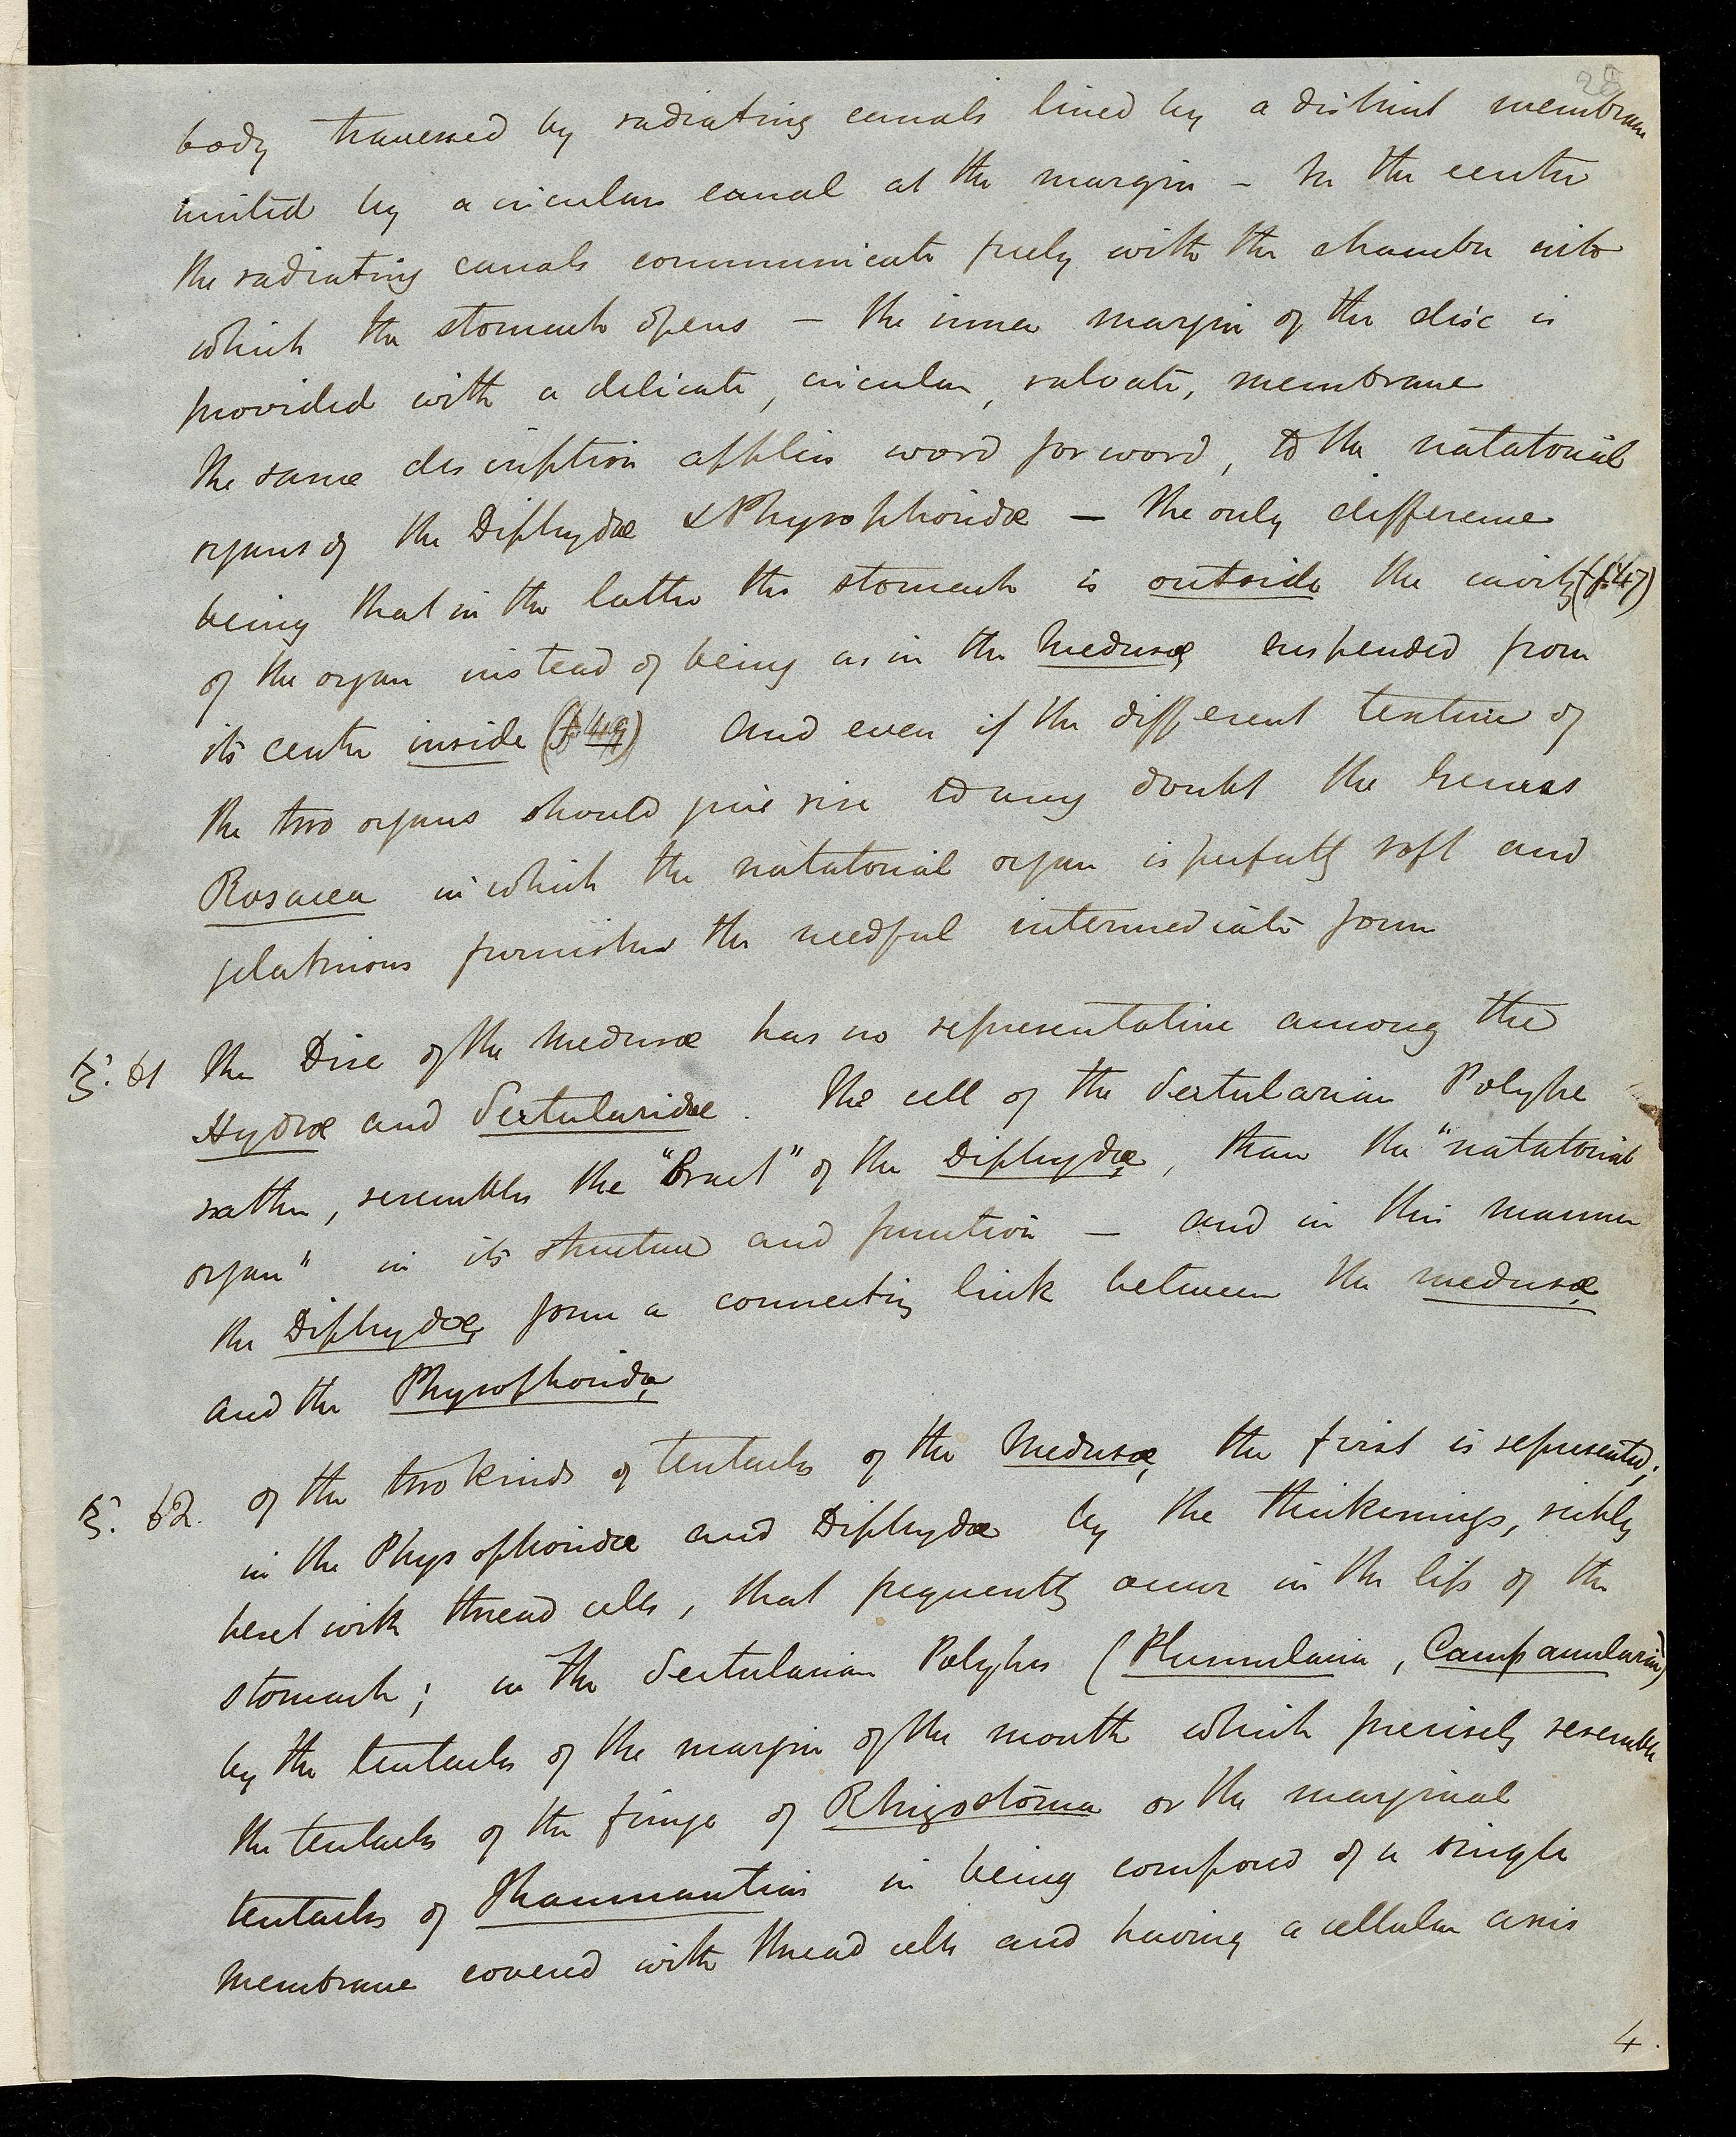 28
body traversed by radiating canals lined by a distinct membrane
united by a circular canal at the margin – In the centre
the radiating canals communicate freely with the chamber into
which the stomach opens – the inner margin of the disc is
provided with a delicate, circular, valvate, membrane
The same description applies word for word, to the natatorial
organs of the Diphydæ & Physophoridæ – the only difference
being that in the latter the stomach is outside the cavity (f. 47)
of the organ instead of being as in the Medusæ suspended from
its centre inside (f 49) and even if the different texture of
the two organs should give rise to any doubt the Genus
Rosacea in which the natatorial organ is perfectly soft and
gelatinous furnishes the needful intermediate form
§. 61 The Disc of the Medusæ has no representative among the
Hydræ and Sertularidæ. The cell of the Sertularian Polype
rather, resembles the "Bract" of the Diphydæ, than the "natatorial
organ" in its structure and function – and in this manner
the Diphydæ form a connecting link between the Medusæ
and the Physophoridæ
§. 62. Of the two kinds of tentacles of the Medusæ the first is represented;
in the Physophoridæ and Diphydæ by the thickenings, richly
beset with thread cells, that frequently occur in the lips of the
stomach; in the Sertularian Polypes (Plumularia, Campanularia)
by the tentacles of the margin of the mouth which precisely resemble
the tentacles of the fringe of Rhizostoma or the marginal
tentacles of Thaumantias in being composed of a single
membrane covered with thread cells and having a cellular axis
4.